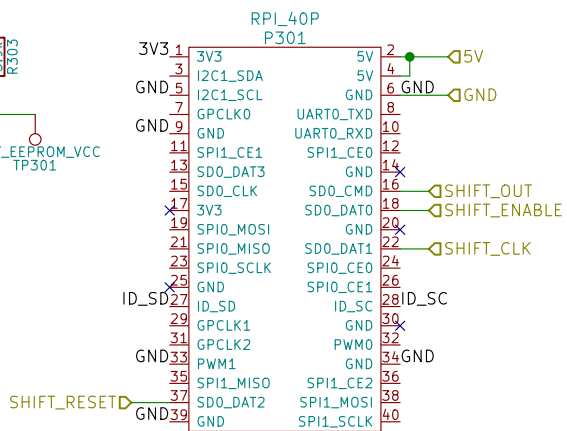 RPI_40P
P301
3V3 1 3V3 5V 2 5V
3 I2C1_SDA 5V 4
GND 5 I2C1_SCL GND 6 GND GND
7 GPCLK0 UART0_TXD 8
GND 9 GND UART0_RXD 10
11 SPI1_CE1 SPI1_CE0 12
13 SD0_DAT3 GND 14
15 SD0_CLK SD0_CMD 16 SHIFT_OUT
17 3V3 SD0_DAT0 18 SHIFT_ENABLE
19 SPI0_MOSI GND 20
21 SPI0_MISO SD0_DAT1 22 SHIFT_CLK
23 SPI0_SCLK SPI0_CE0 24
25 GND SPI0_CE1 26
ID_SD 27 ID_SD ID_SC 28 ID_SC
29 GPCLK1 GND 30
31 GPCLK2 PWM0 32
GND 33 PWM1 GND 34 GND
35 SPI1_MISO SPI1_CE2 36
SHIFT_RESET 37 SD0_DAT2 SPI1_MOSI 38
GND 39 GND SPI1_SCLK 40
R303
_EEPROM_VCC
TP301